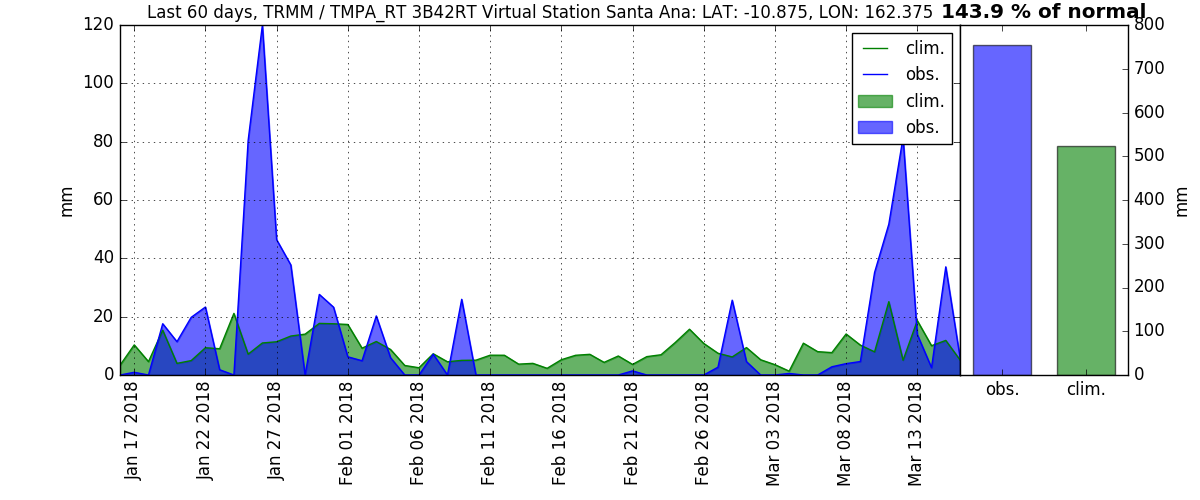 Last 60 days, TRMM / TMPA_RT 3B42RT Virtual Station Santa Ana: LAT: -10.875, LON: 162.375
143.9 % of normal
clim.
obs.
clim.
obs.
mm
120
100
80
60
40
20
0
Jan 17 2018
Jan 22 2018
Jan 27 2018
Feb 01 2018
Feb 06 2018
Feb 11 2018
Feb 16 2018
Feb 21 2018
Feb 26 2018
Mar 03 2018
Mar 08 2018
Mar 13 2018
obs.
clim.
800
700
600
500
400
300
200
100
0
mm